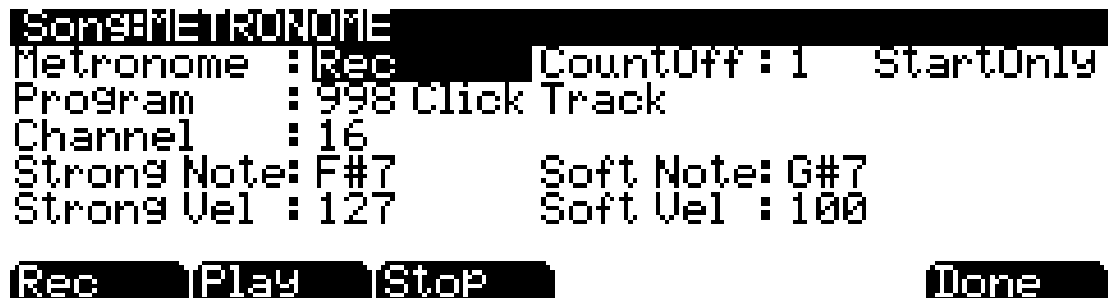 Song:METRONOME
Metronome :Rec CountOff:1 StartOnly
Program :998 Click Track
Channel :16
Strong Note:F#7 Soft Note:G#7
Strong Vel :127 Soft Vel :100
Rec Play Stop Done